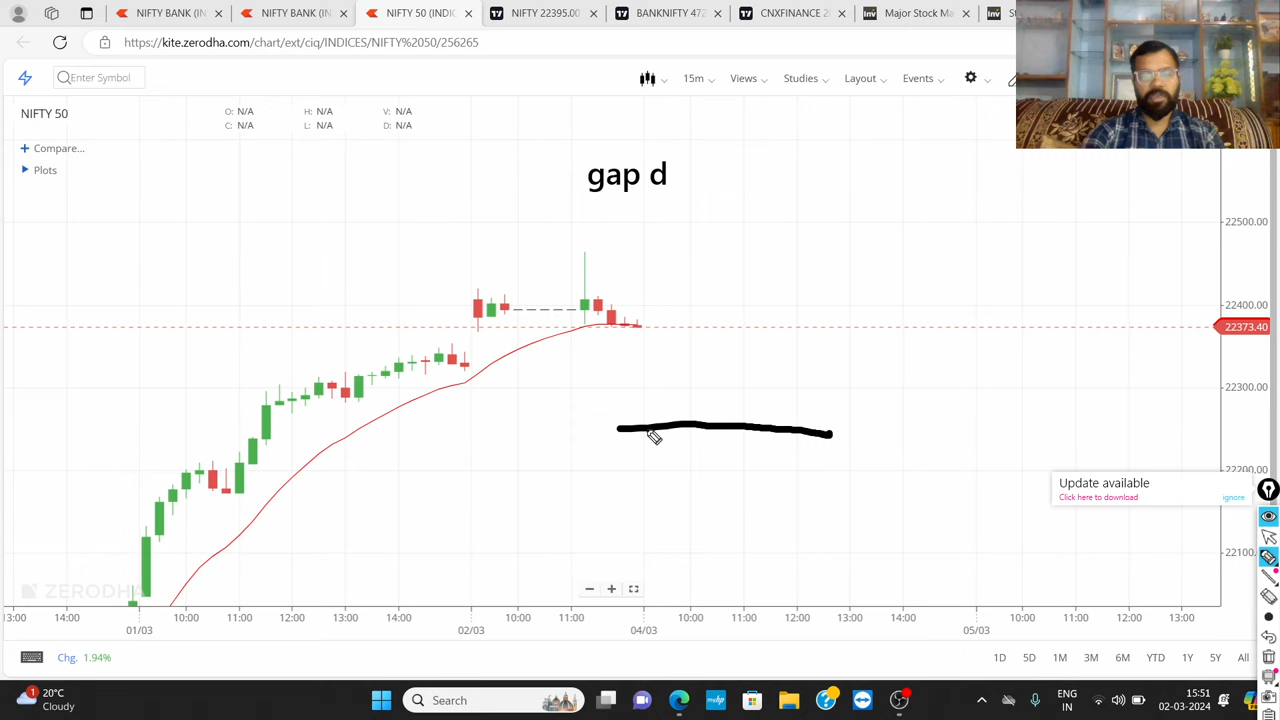 NIFTY BANK (IN
NIFTY BANK (IN
NIFTY 50 (INDIC
NIFTY 22395.00
BANKNIFTY 472
CNXFINANCE 2
Major Stock M
St
https://kite.zerodha.com/chart/ext/ciq/INDICES/NIFTY%2050/256265
Enter Symbol
15m
Views
Studies
Layout
Events
NIFTY 50
O: N/A
H: N/A
V: N/A
C: N/A
L: N/A
D: N/A
Compare...
Plots
gap d
22500.00
22400.00
22373.40
22300.00
22200.00
22100.00
Update available
Click here to download
ignore
ZERODHA
13:00
14:00
10:00
11:00
12:00
13:00
14:00
10:00
11:00
10:00
11:00
12:00
13:00
14:00
10:00
11:00
12:00
13:00
01/03
02/03
04/03
05/03
Chg. 1.94%
1D
5D
1M
3M
6M
YTD
1Y
5Y
All
1
20°C
Cloudy
Search
ENG
IN
15:51
02-03-2024